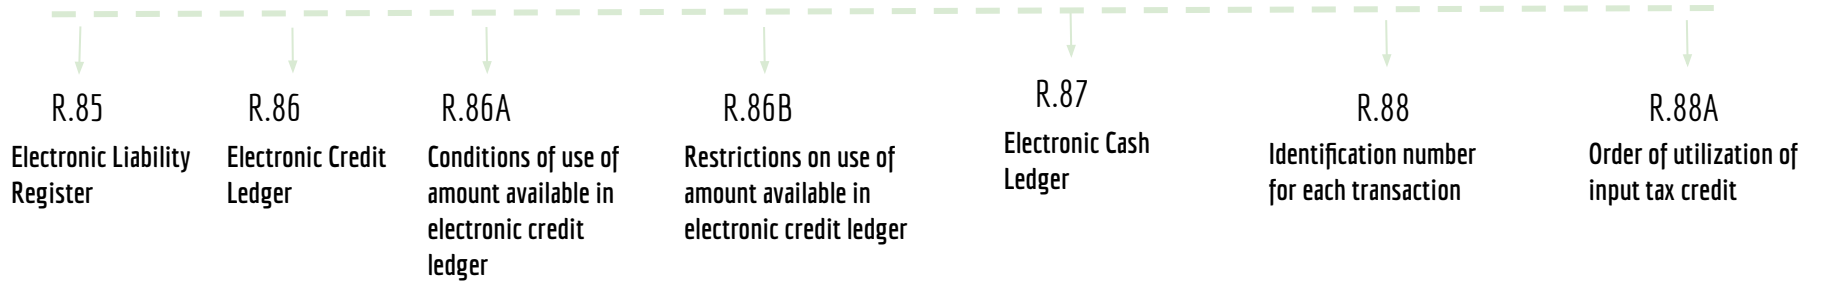 R.85
Electronic Liability
Register
R.86
Electronic Credit
Ledger
R.86A
Conditions of use of
amount available in
electronic credit
ledger
R.86B
Restrictions on use of
amount available in
electronic credit ledger
R.87
Electronic Cash
Ledger
R.88
Identification number
for each transaction
R.88A
Order of utilization of
input tax credit